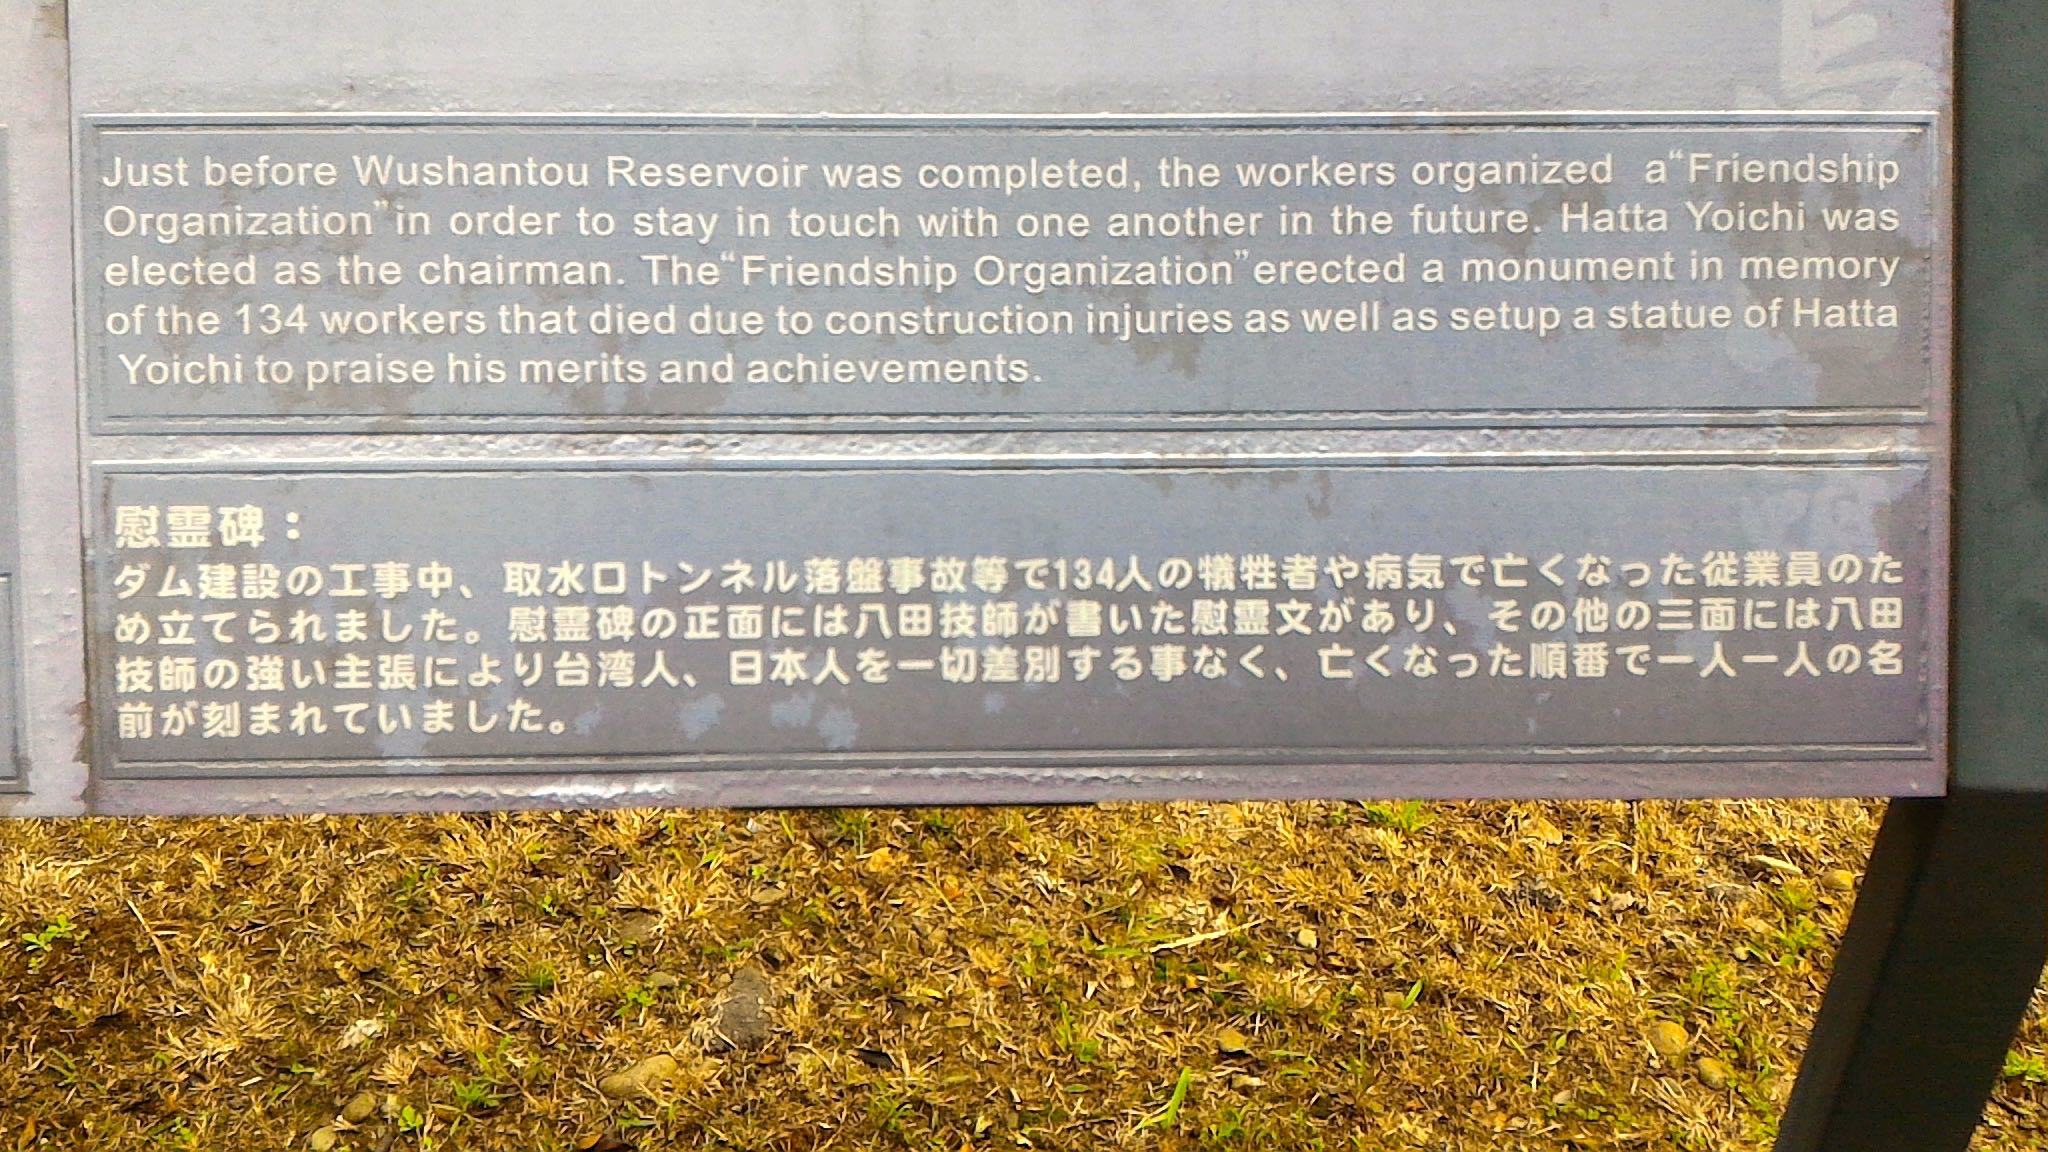 Just before Wushantou Reservoir was completed, the workers organized a“Friendship
Organization”in order to stay in touch with one another in the future. Hatta Yoichi was
elected as the chairman. The“Friendship Organization”erected a monument in memory
of the 134 workers that died due to construction injuries as well as setup a statue of Hatta
Yoichi to praise his merits and achievements.
慰霊碑：
ダム建設の工事中、取水口トンネル落盤事故等で134人の犠牲者や病気で亡くなった従業員のた
め立てられました。慰霊碑の正面には八田技師が書いた慰霊文があり、その他の三面には八田
技師の強い主張により台湾人、日本人を一切差別する事なく、亡くなった順番で一人一人の名
前が刻まれていました。